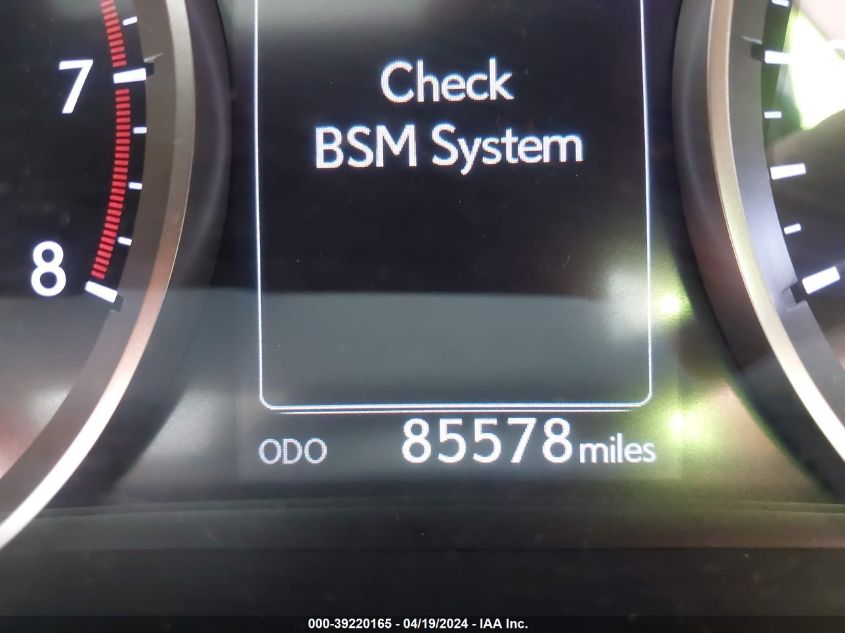 7
8
Check
BSM System
ODO 85578 miles
000-39220165 - 04/19/2024 - IAA Inc.